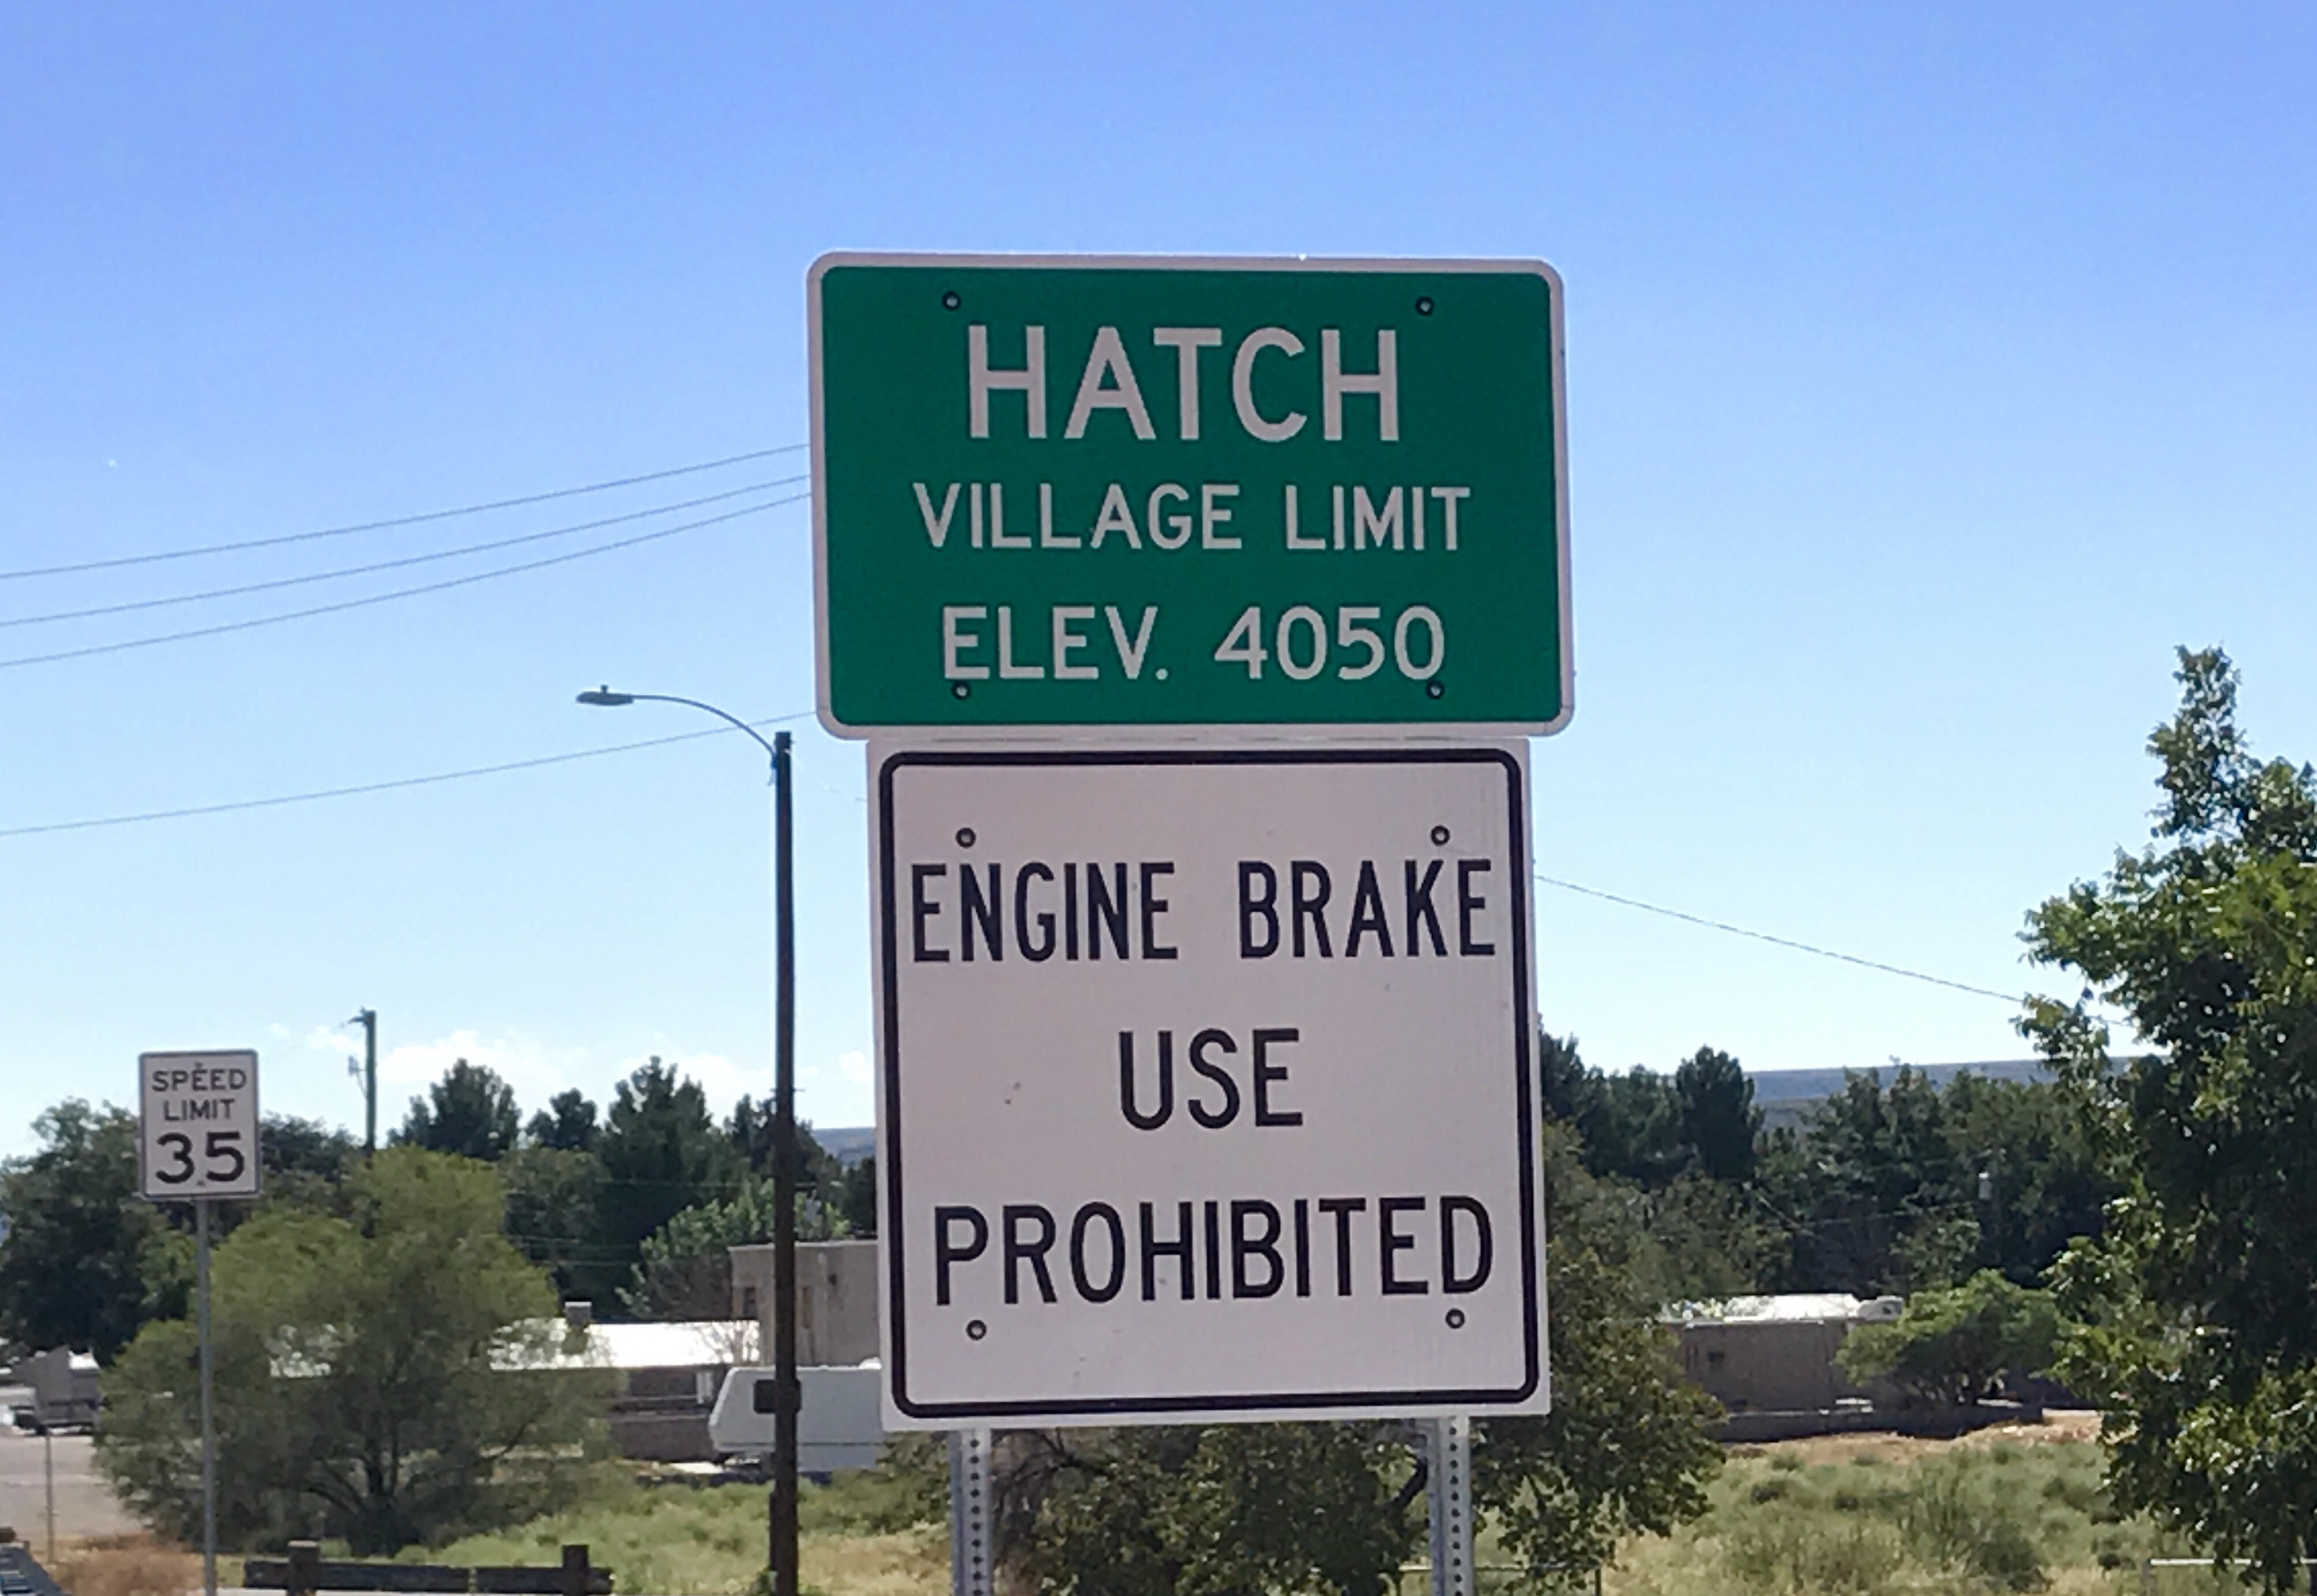 HATCH
VILLAGE LIMIT
ELEV. 4050
ENGINE BRAKE
USE
PROHIBITED
SPEED
LIMIT
35